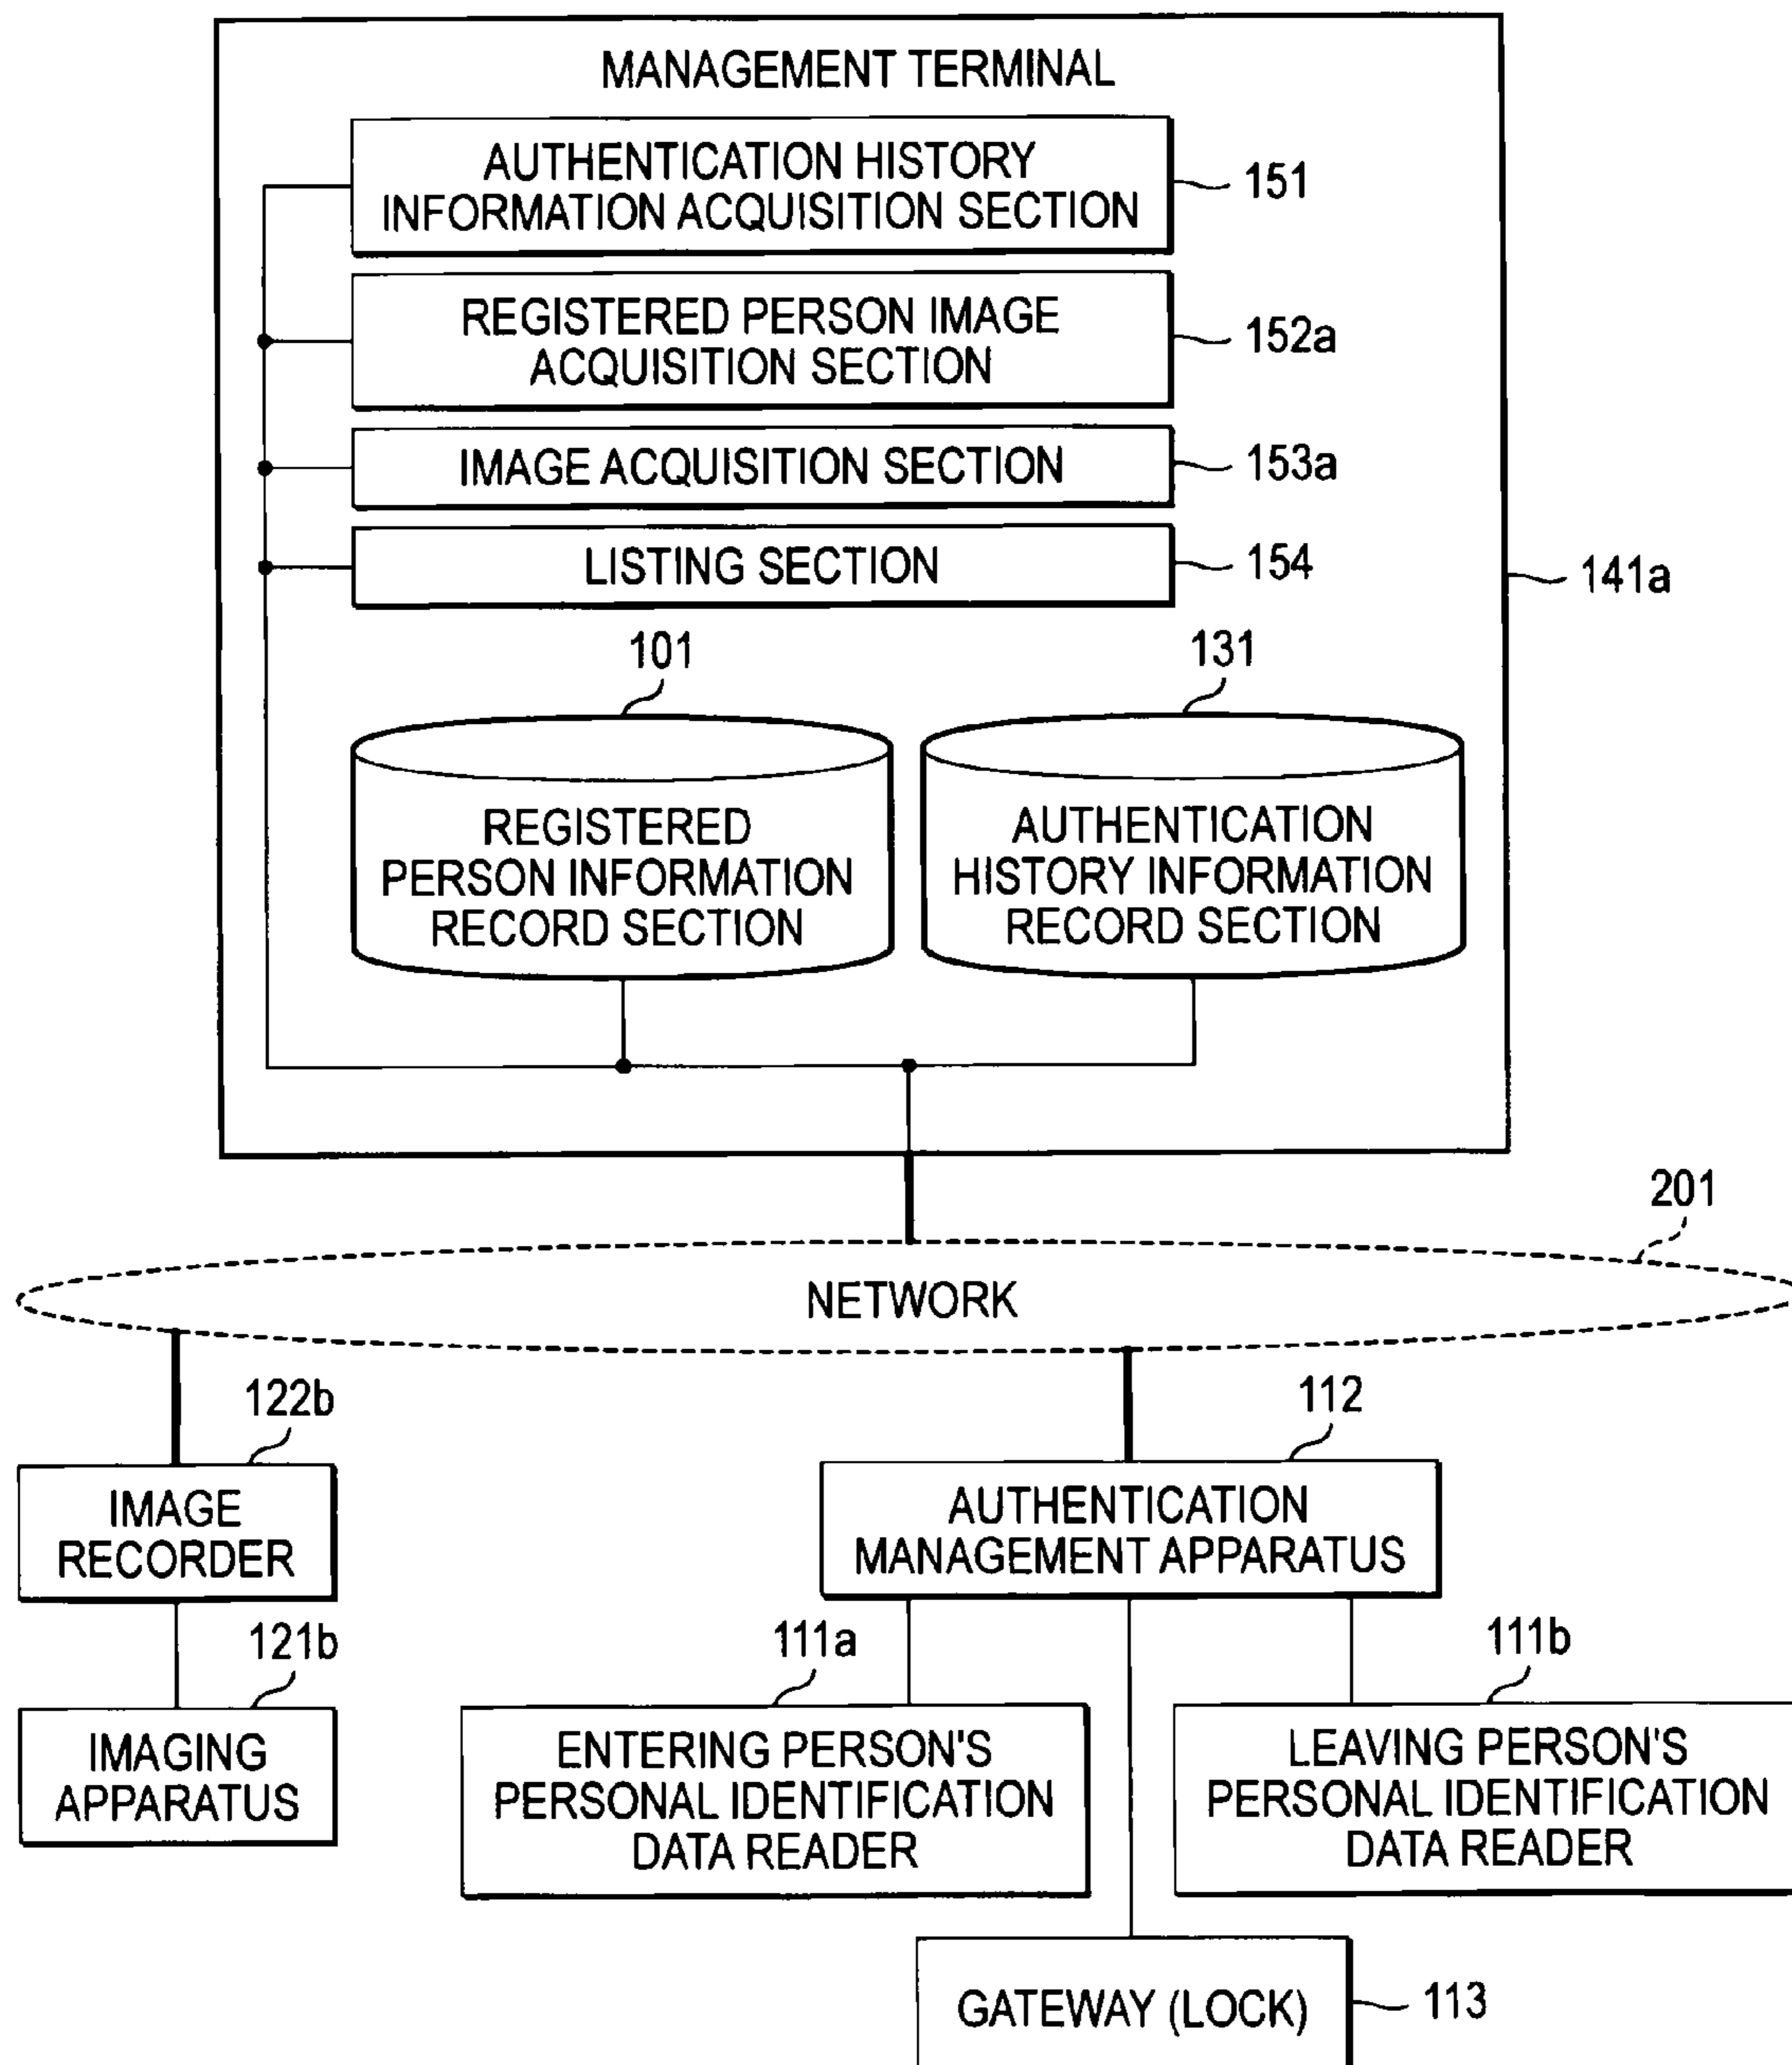 MANAGEMENT TERMINAL
AUTHENTICATION HISTORY
INFORMATION ACQUISITION SECTION
151
REGISTERED PERSON IMAGE
ACQUISITION SECTION
152a
IMAGE ACQUISITION SECTION
153a
LISTING SECTION
154
141a
101
131
REGISTERED
PERSON INFORMATION
RECORD SECTION
AUTHENTICATION
HISTORY INFORMATION
RECORD SECTION
201
NETWORK
122b
112
IMAGE
RECORDER
AUTHENTICATION
MANAGEMENT APPARATUS
121b
111a
111b
IMAGING
APPARATUS
ENTERING PERSON'S
PERSONAL IDENTIFICATION
DATA READER
LEAVING PERSON'S
PERSONAL IDENTIFICATION
DATA READER
GATEWAY (LOCK)
113